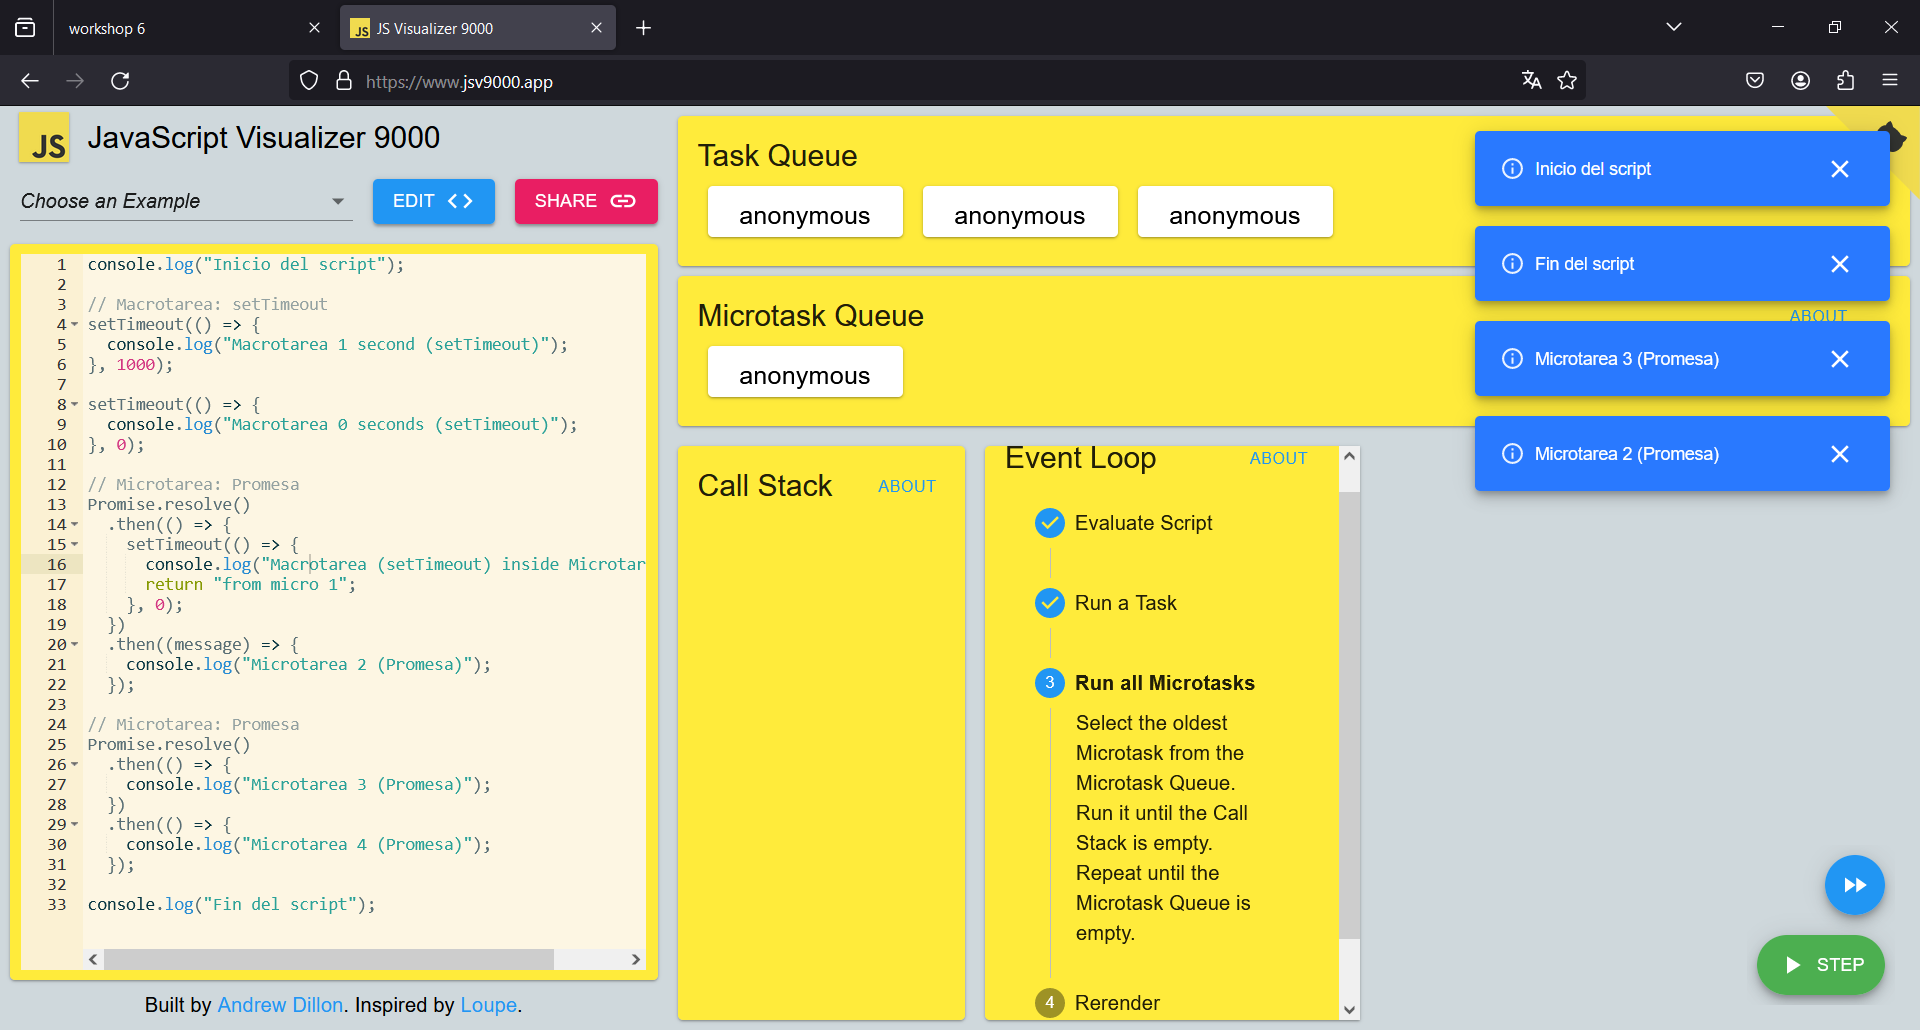 workshop 6
JS Visualizer 9000
https://www.jsv9000.app
JS
JavaScript Visualizer 9000
Choose an Example
EDIT
SHARE
1 console.log("Inicio del script");
2
3 // Macrotarea: setTimeout
4 setTimeout(() => {
5 console.log("Macrotarea 1 second (setTimeout)");
6 }, 1000);
7
8 setTimeout(() => {
9 console.log("Macrotarea 0 seconds (setTimeout)");
10 }, 0);
11
12 // Microtarea: Promesa
13 Promise.resolve()
14 .then(() => {
15 setTimeout(() => {
16 console.log("Macrotarea (setTimeout) inside Microtar
17 return "from micro 1";
18 }, 0);
19 })
20 .then((message) => {
21 console.log("Microtarea 2 (Promesa)");
22 });
23
24 // Microtarea: Promesa
25 Promise.resolve()
26 .then(() => {
27 console.log("Microtarea 3 (Promesa)");
28 })
29 .then(() => {
30 console.log("Microtarea 4 (Promesa)");
31 });
32
33 console.log("Fin del script");
Built by Andrew Dillon. Inspired by Loupe.
Task Queue
anonymous anonymous anonymous
Microtask Queue
ABOUT
anonymous
Call Stack
ABOUT
Event Loop
ABOUT
Evaluate Script
Run a Task
3 Run all Microtasks
Select the oldest
Microtask from the
Microtask Queue.
Run it until the Call
Stack is empty.
Repeat until the
Microtask Queue is
empty.
4 Rerender
Inicio del script
Fin del script
Microtarea 3 (Promesa)
Microtarea 2 (Promesa)
STEP